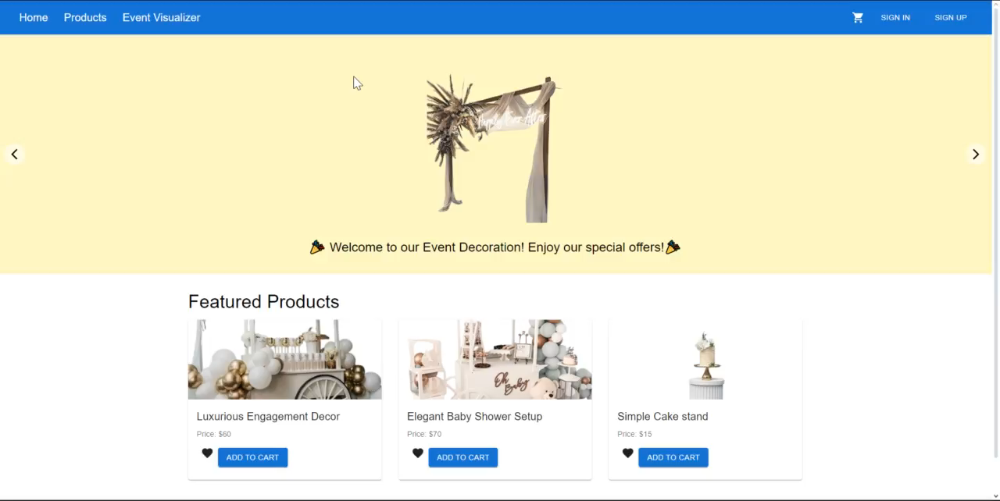 Home Products Event Visualizer SIGN IN SIGN UP
Happily Ever After
🎉 Welcome to our Event Decoration! Enjoy our special offers!🎉
Featured Products
Oh Baby
Luxurious Engagement Decor Elegant Baby Shower Setup Simple Cake stand
Price: $60 Price: $70 Price: $15
ADD TO CART ADD TO CART ADD TO CART